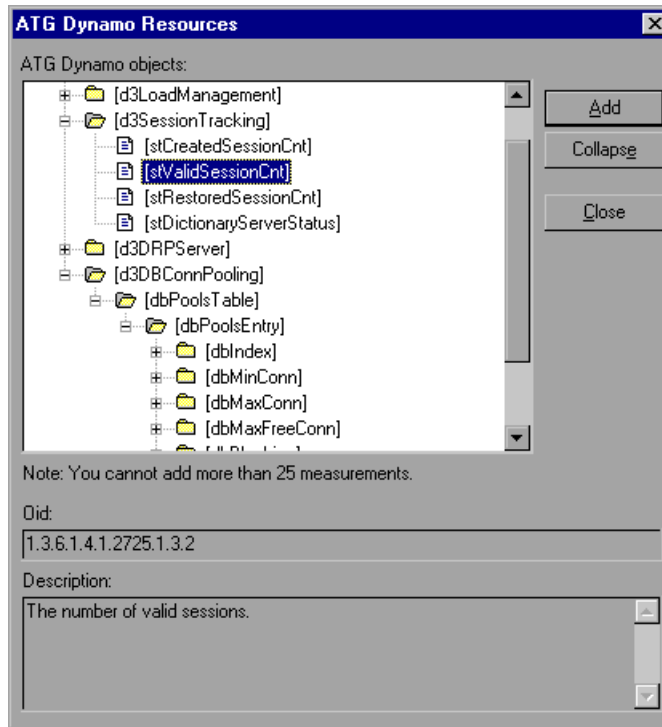 ATG Dynamo Resources
ATG Dynamo objects:
[d3LoadManagement]
[d3SessionTracking]
[stCreatedSessionCnt]
[stValidSessionCnt]
[stRestoredSessionCnt]
[stDictionaryServerStatus]
[d3DRPServer]
[d3DBConnPooling]
[dbPoolsTable]
[dbPoolsEntry]
[dbIndex]
[dbMinConn]
[dbMaxConn]
[dbMaxFreeConn]
Add
Collapse
Close
Note: You cannot add more than 25 measurements.
Oid:
1.3.6.1.4.1.2725.1.3.2
Description:
The number of valid sessions.